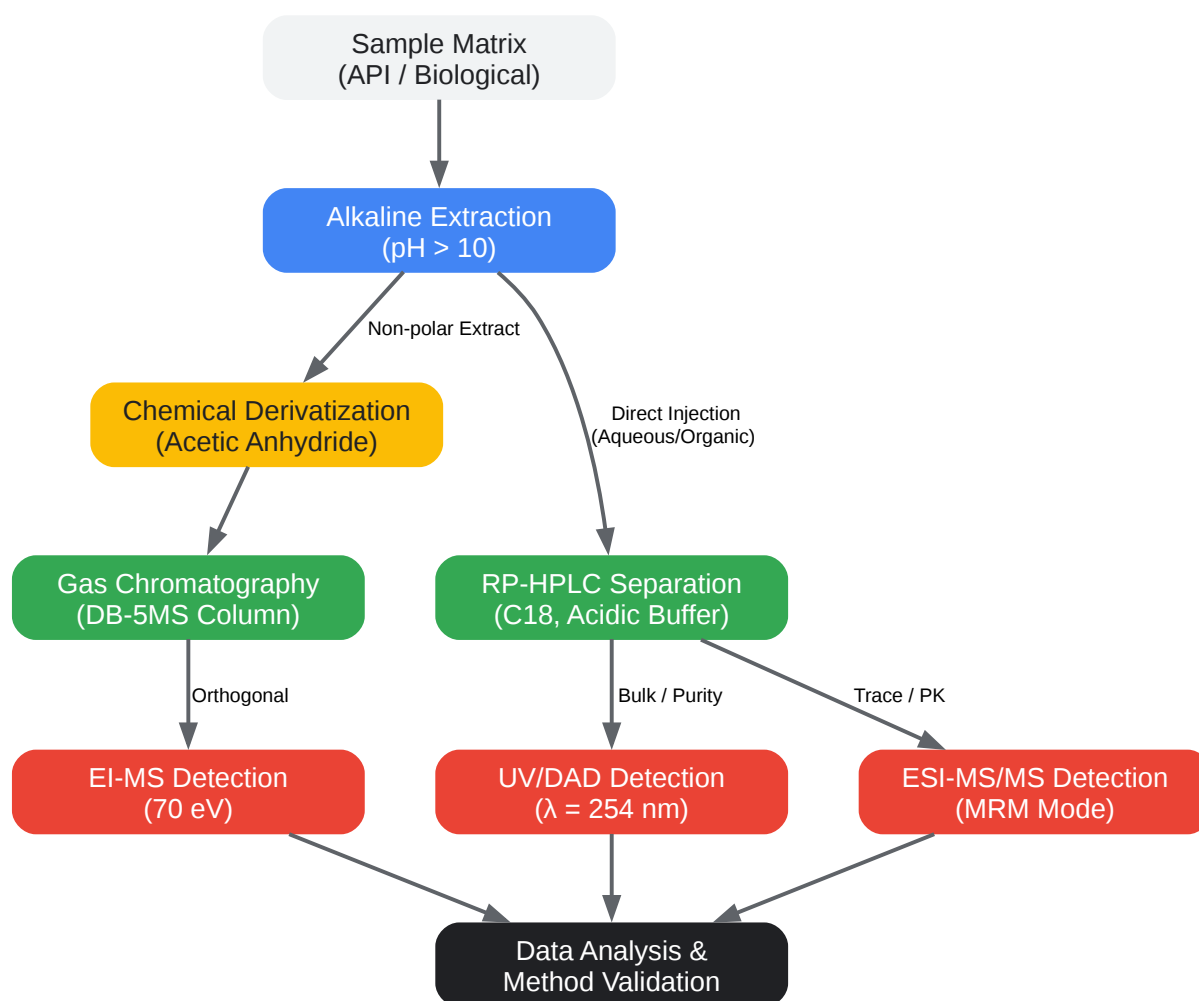 Sample Matrix
(API / Biological)
Alkaline Extraction
(pH > 10)
Non-polar Extract
Chemical Derivatization
(Acetic Anhydride)
Direct Injection
(Aqueous/Organic)
Gas Chromatography
(DB-5MS Column)
RP-HPLC Separation
(C18, Acidic Buffer)
Orthogonal
Bulk / Purity
Trace / PK
EI-MS Detection
(70 eV)
UV/DAD Detection
(λ = 254 nm)
ESI-MS/MS Detection
(MRM Mode)
Data Analysis &
Method Validation